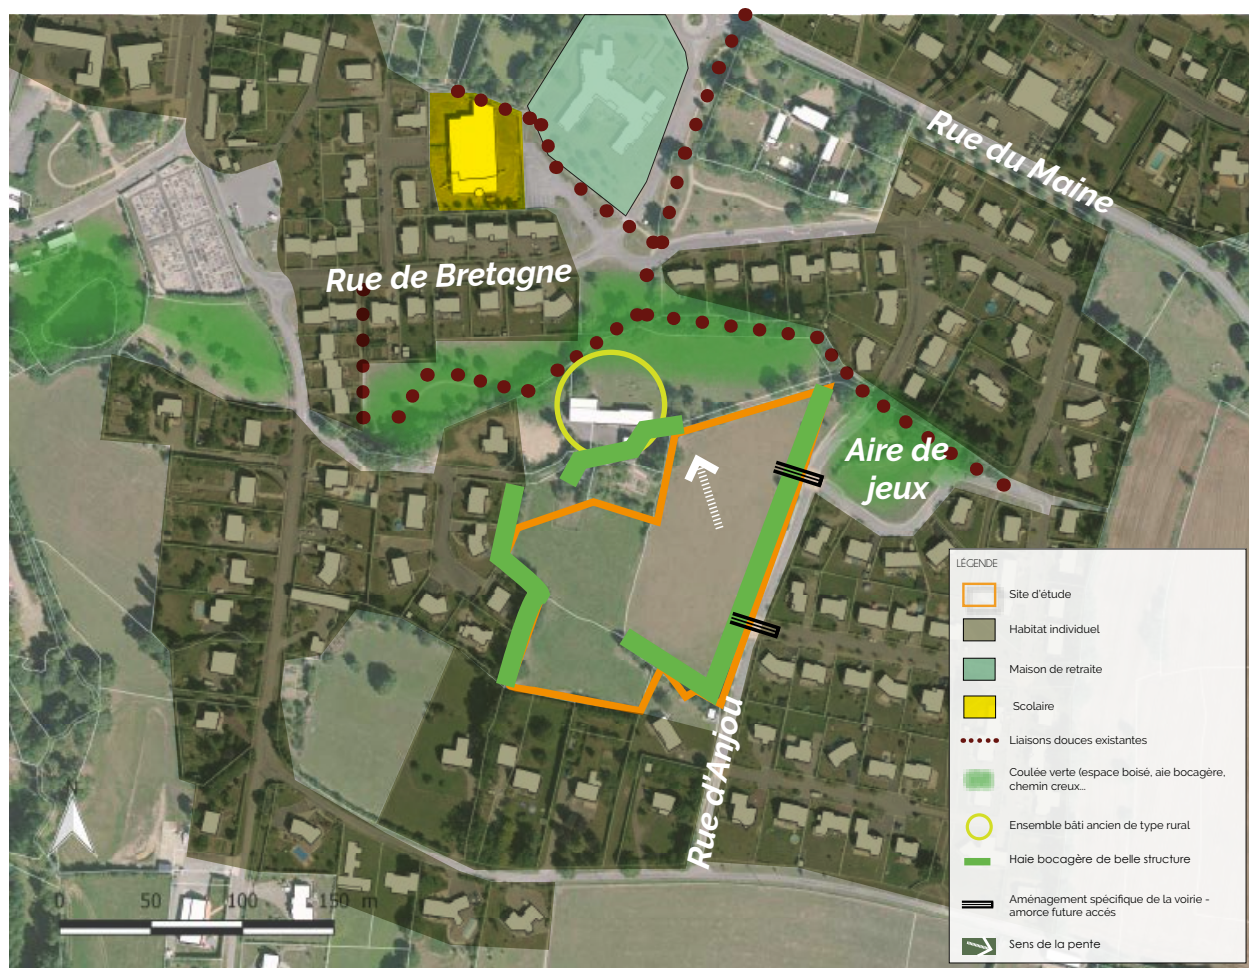 Rue du Maine
Rue de Bretagne
Aire de
jeux
Rue d'Anjou
N
0 50 100 150 m
LÉGENDE
Site d'étude
Habitat individuel
Maison de retraite
Scolaire
Liaisons douces existantes
Coulée verte (espace boisé, aie bocagère,
chemin creux...
Ensemble bâti ancien de type rural
Haie bocagère de belle structure
Aménagement spécifique de la voirie -
amorce future accés
Sens de la pente